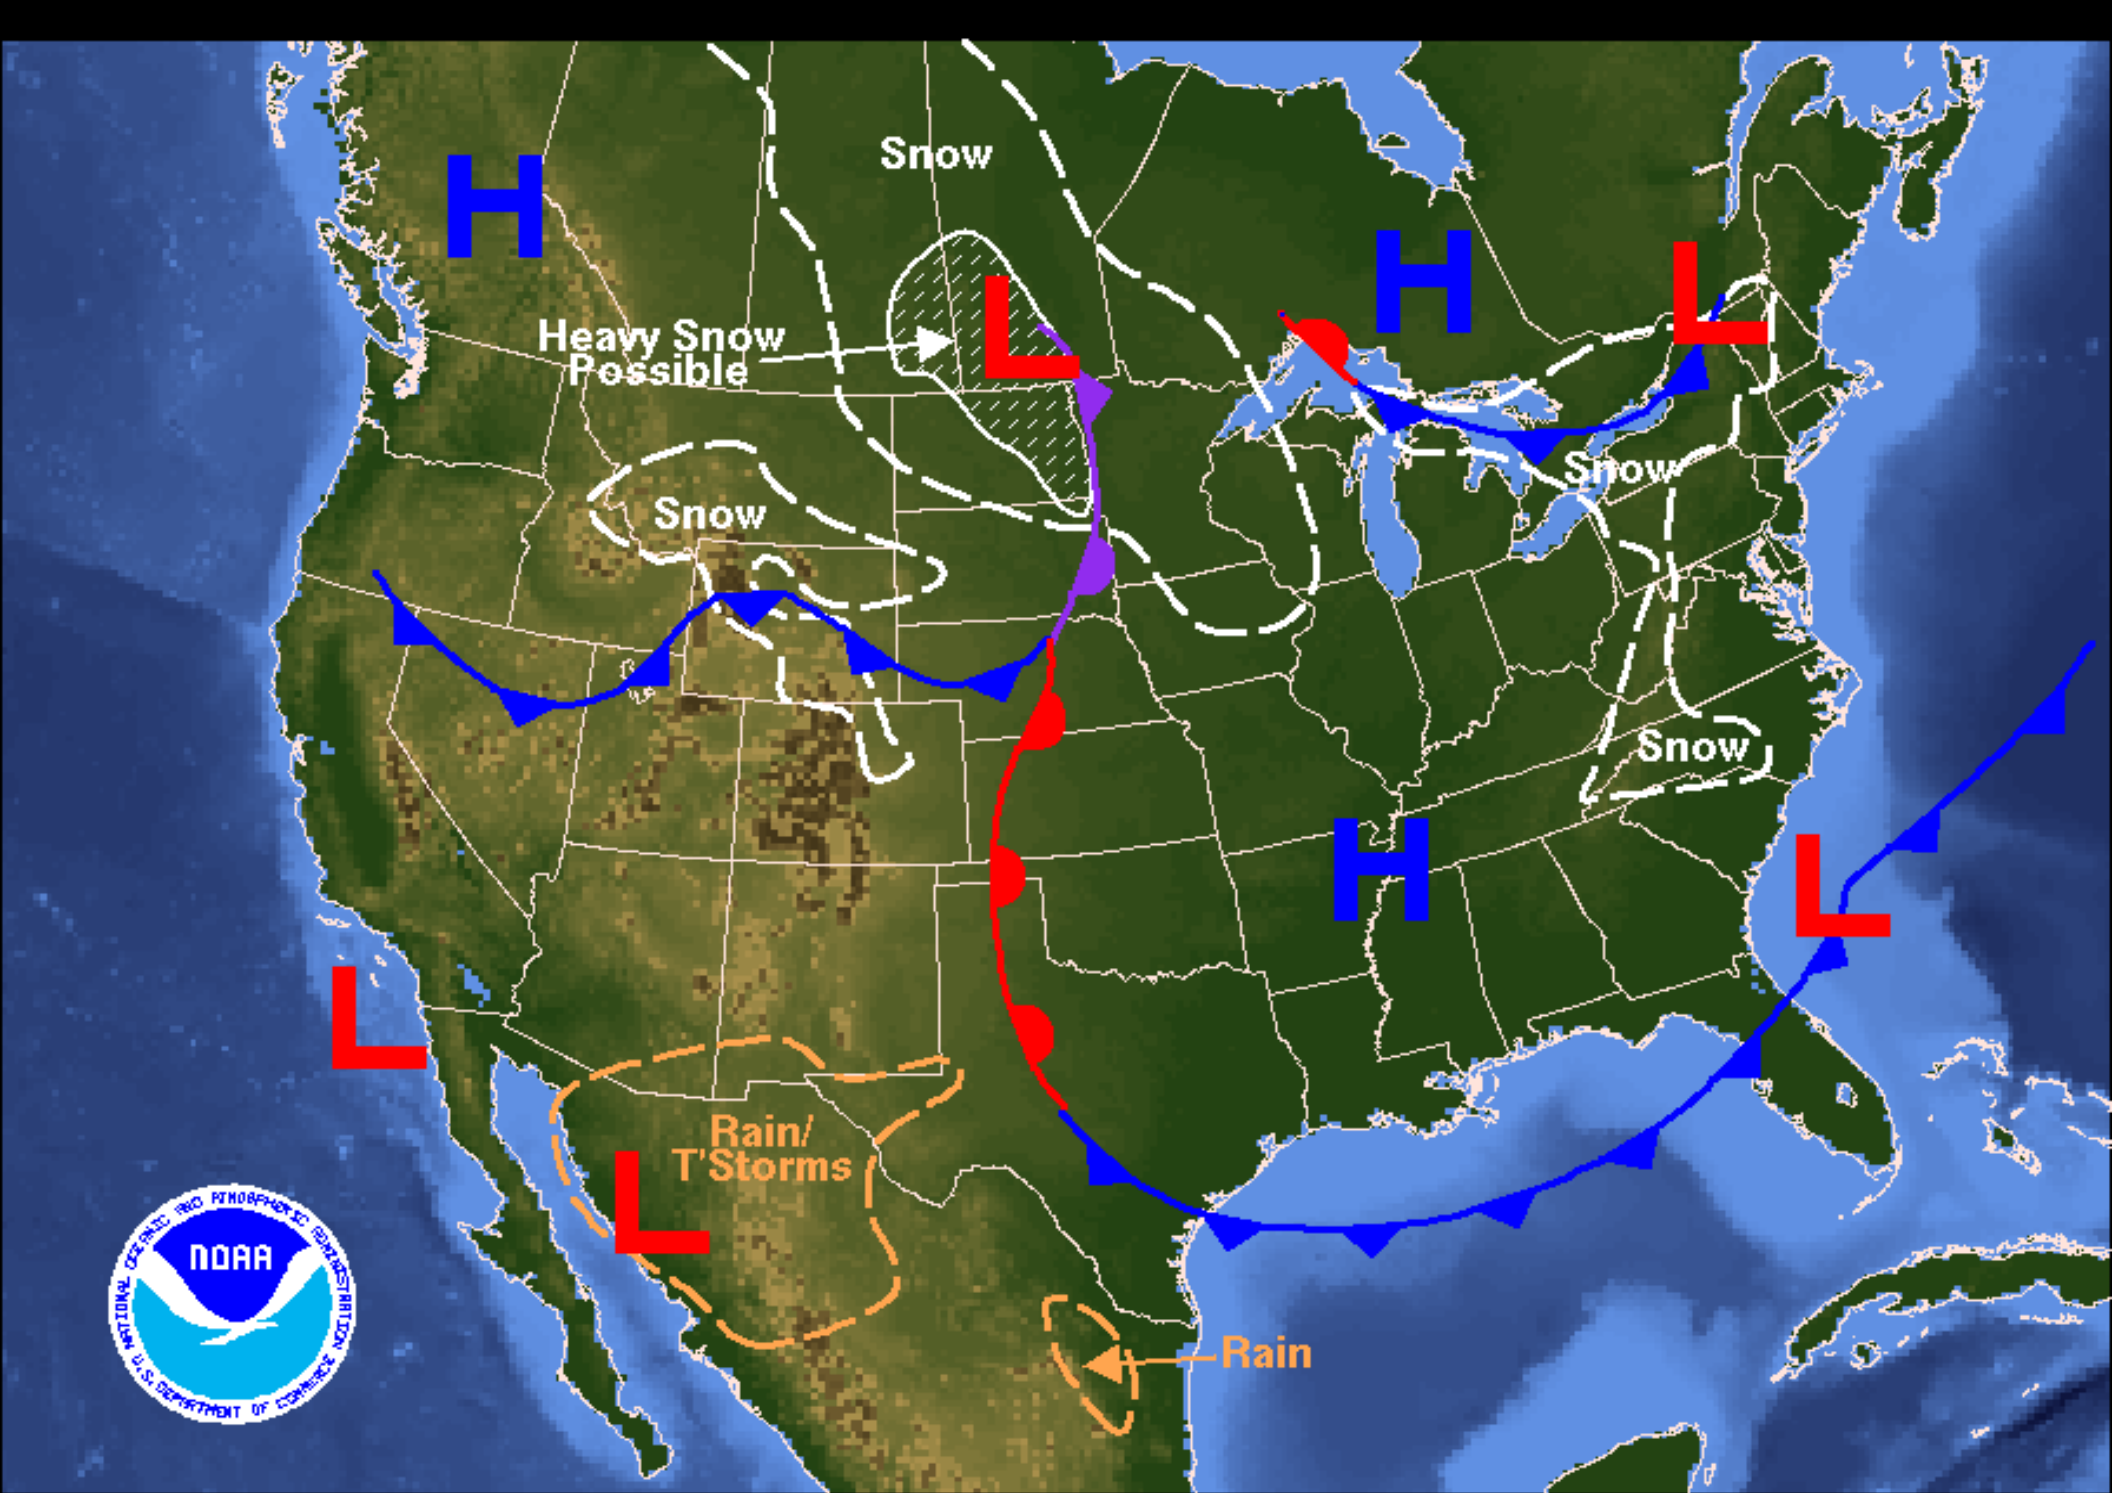 Snow
H
H
L
Heavy Snow
Possible
L
Snow
Snow
Snow
H
L
L
Rain/
T'Storms
L
Rain
NOAA
NATIONAL OCEANIC AND ATMOSPHERIC ADMINISTRATION
U.S. DEPARTMENT OF COMMERCE